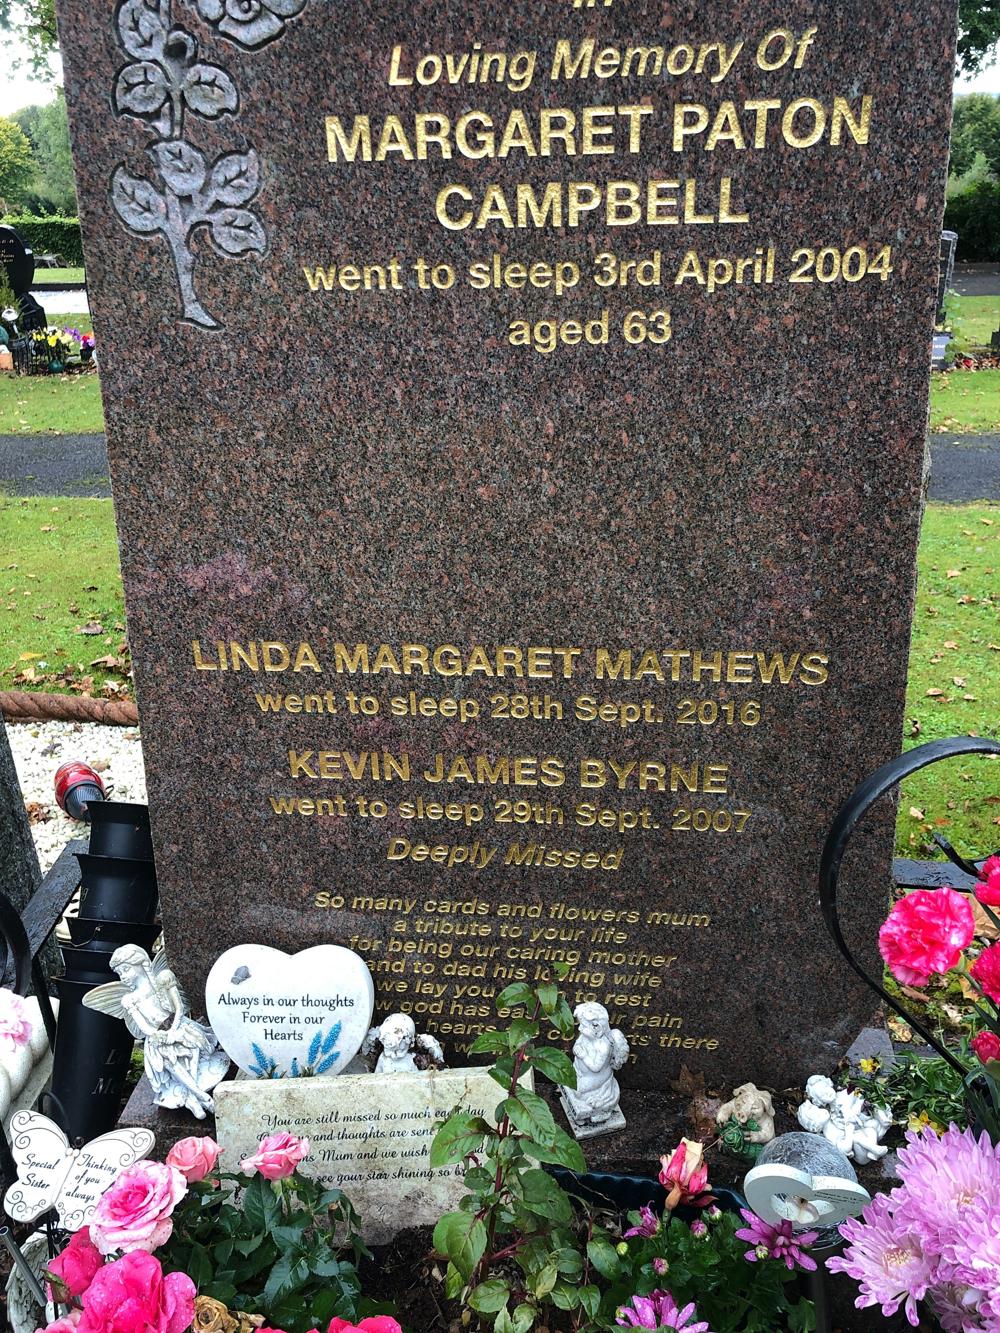 In
Loving Memory Of
MARGARET PATON
CAMPBELL
went to sleep 3rd April 2004
aged 63
LINDA MARGARET MATHEWS
went to sleep 28th Sept. 2016
KEVIN JAMES BYRNE
went to sleep 29th Sept. 2007
Deeply Missed
So many cards and flowers mum
a tribute to your life
for being our caring mother
and to dad his loving wife
we lay you to rest
god has pain
hearts there
Always in our thoughts
Forever in our
Hearts
You are still missed so much each day
and thoughts are sent
Mum and we wish
see your star shining so
Special
Sister
Thinking
of you
always